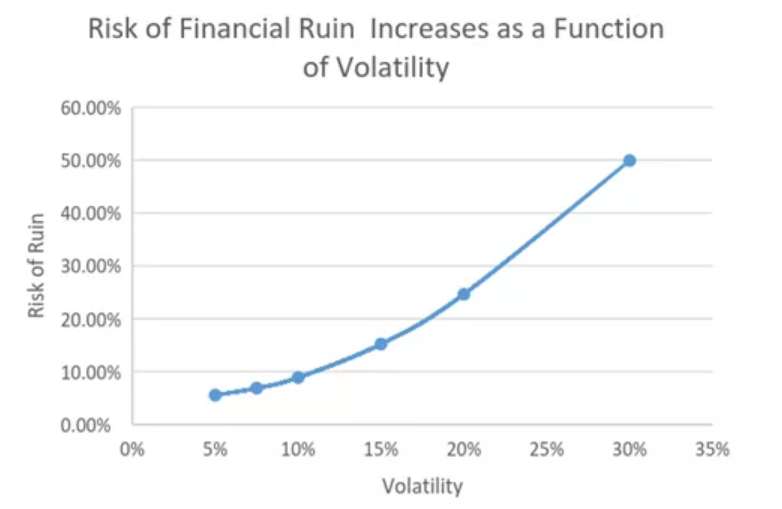 Risk of Financial Ruin Increases as a Function
of Volatility
60.00%
50.00%
40.00%
30.00%
20.00%
10.00%
0.00%
Risk of Ruin
0% 5% 10% 15% 20% 25% 30% 35%
Volatility